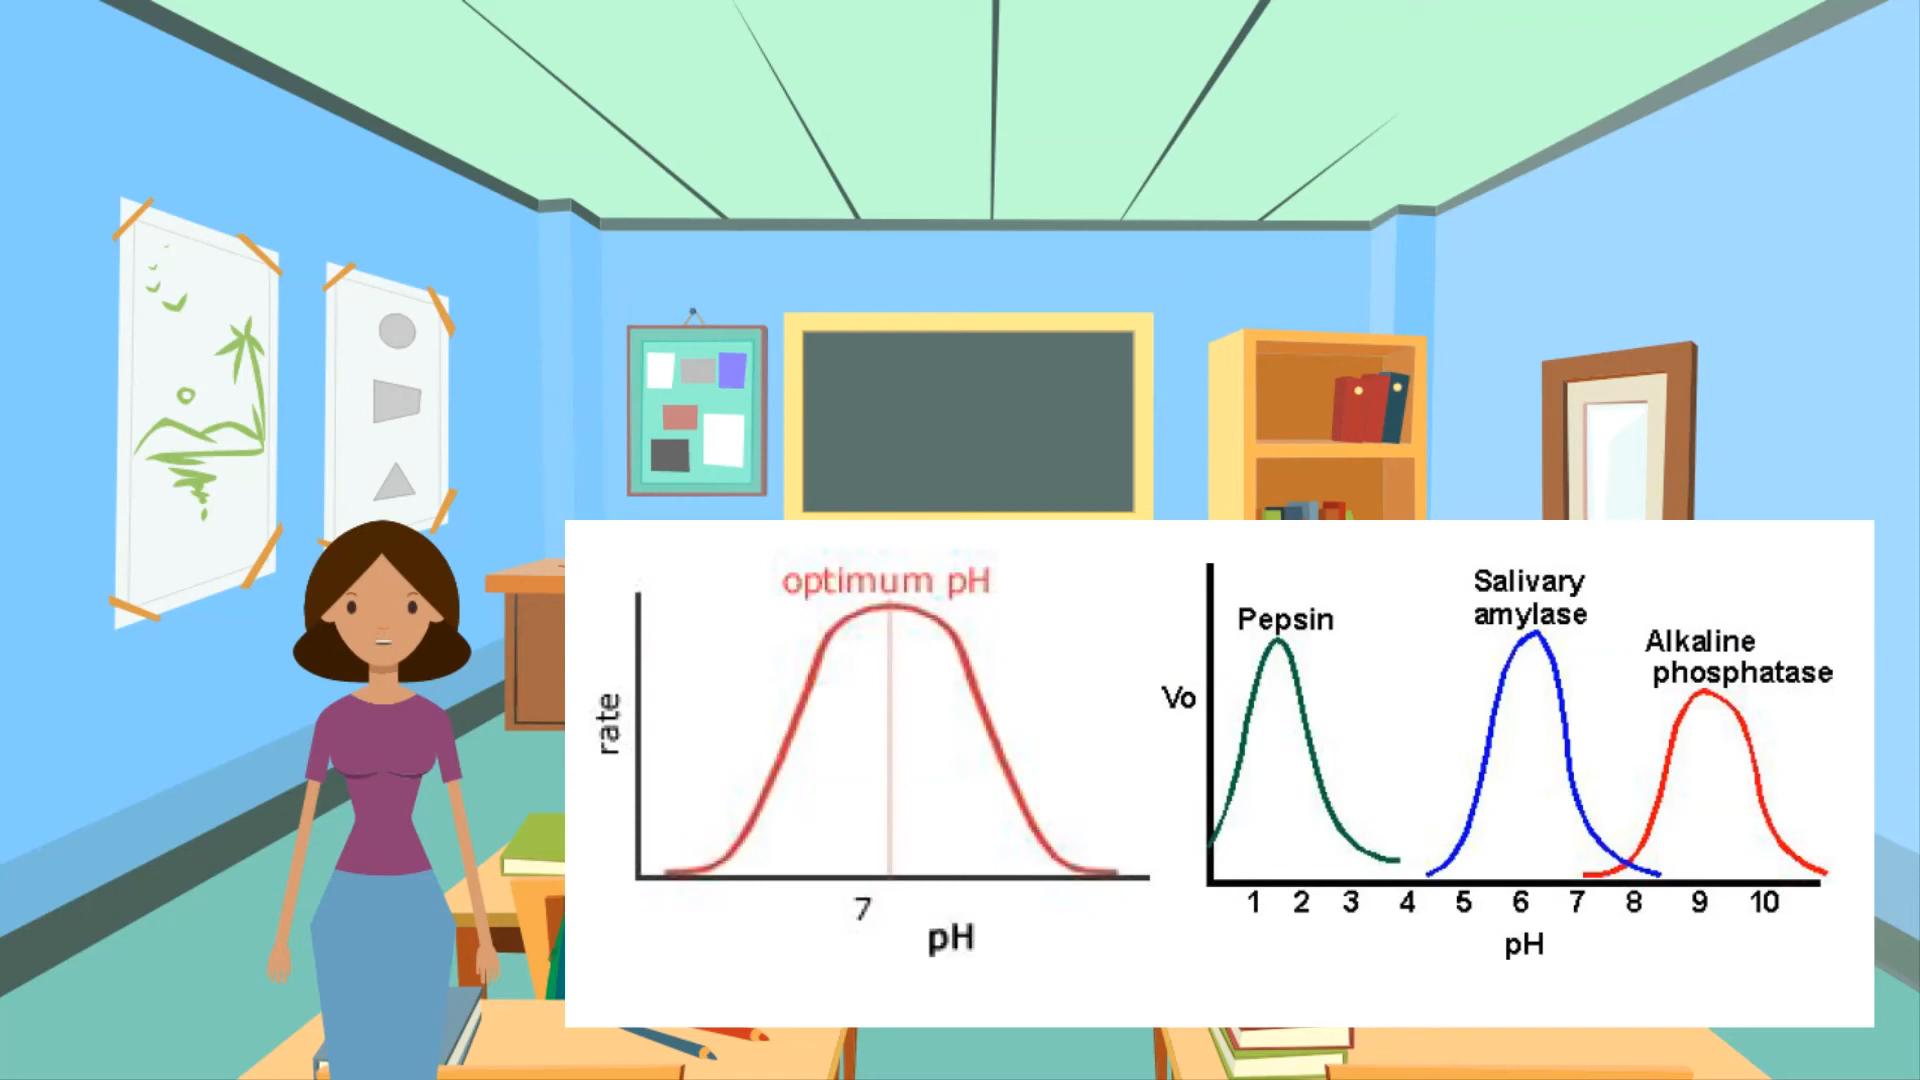 optimum pH
rate
7
pH
Pepsin
Salivary
amylase
Alkaline
phosphatase
Vo
1 2 3 4 5 6 7 8 9 10
pH